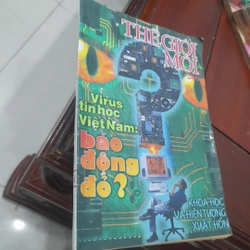 THẾ GIỚI
MỚI
Virus
tin học
Việt Nam:
báo
động
đỏ?
KHOA HỌC
VÀ HIỆN TƯỢNG
XUẤT HỒN